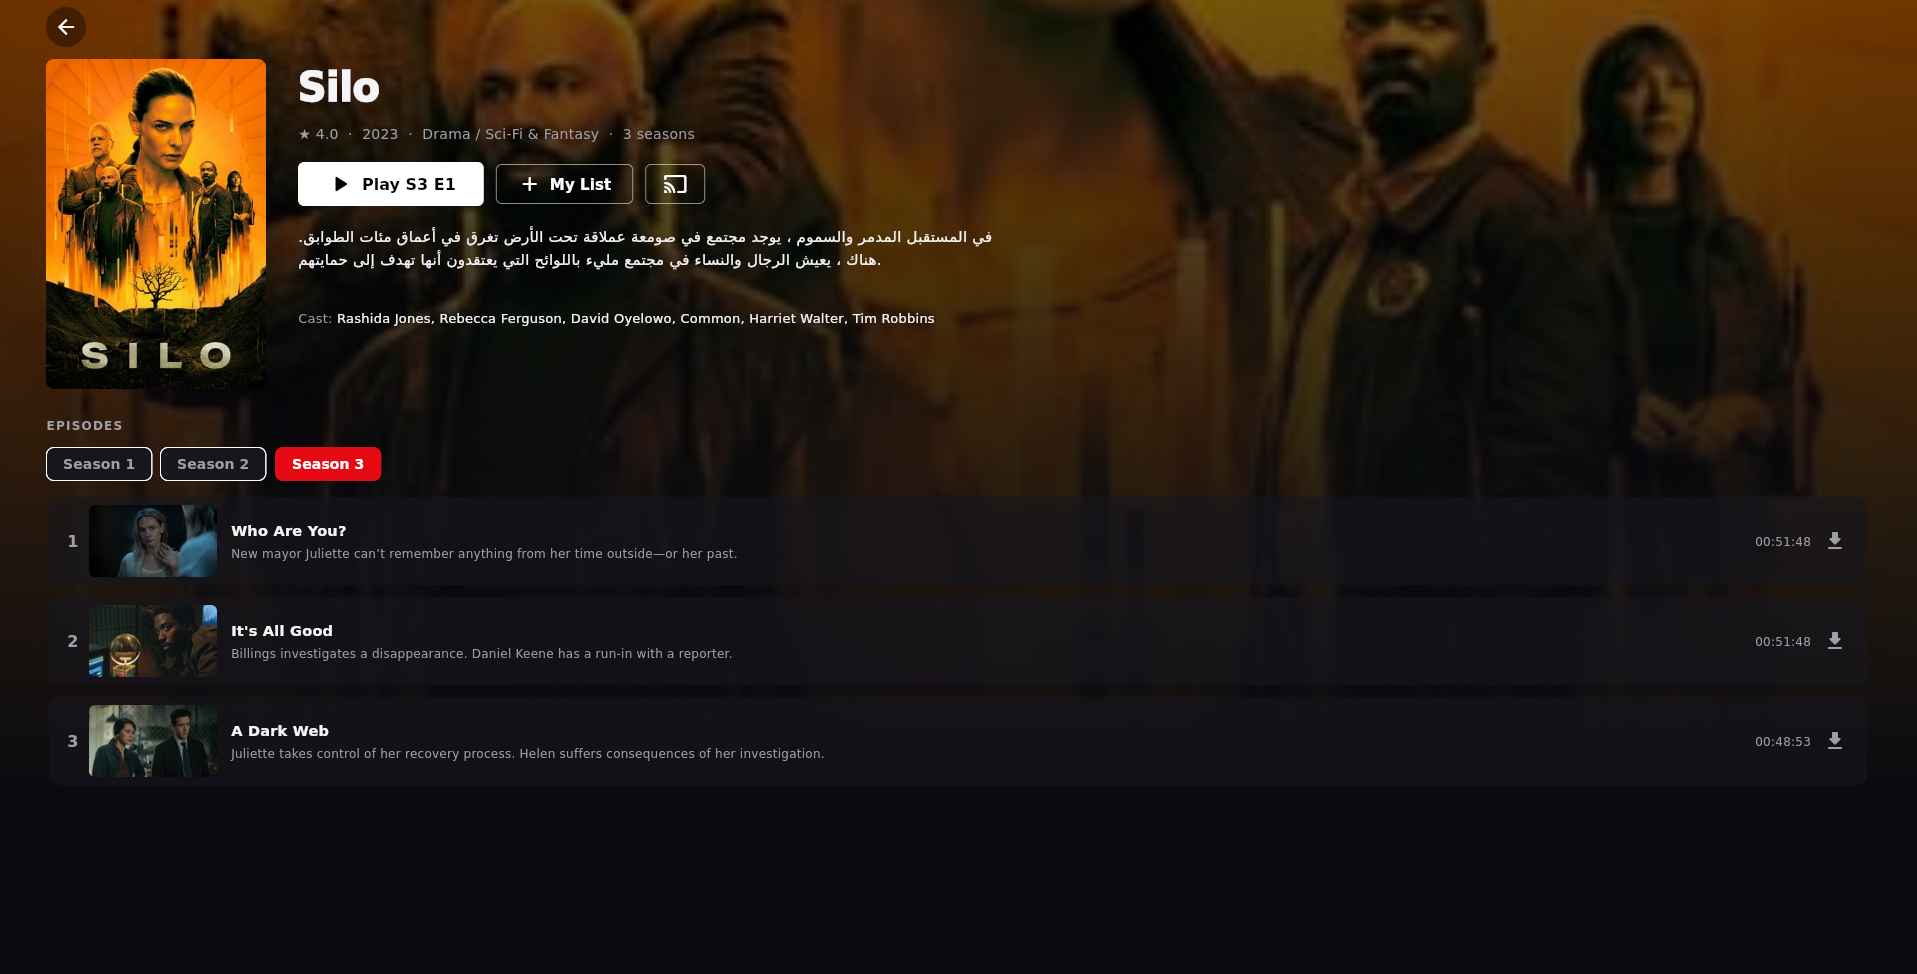 Silo
★ 4.0 · 2023 · Drama / Sci-Fi & Fantasy · 3 seasons
Play S3 E1
My List
في المستقبل المدمر والسموم ، يوجد مجتمع في صومعة عملاقة تحت الأرض تغرق في أعماق مئات الطوابق.
هناك ، يعيش الرجال والنساء في مجتمع مليء باللوائح التي يعتقدون أنها تهدف إلى حمايتهم.
Cast: Rashida Jones, Rebecca Ferguson, David Oyelowo, Common, Harriet Walter, Tim Robbins
SILO
EPISODES
Season 1
Season 2
Season 3
1
Who Are You?
New mayor Juliette can’t remember anything from her time outside—or her past.
00:51:48
2
It's All Good
Billings investigates a disappearance. Daniel Keene has a run-in with a reporter.
00:51:48
3
A Dark Web
Juliette takes control of her recovery process. Helen suffers consequences of her investigation.
00:48:53